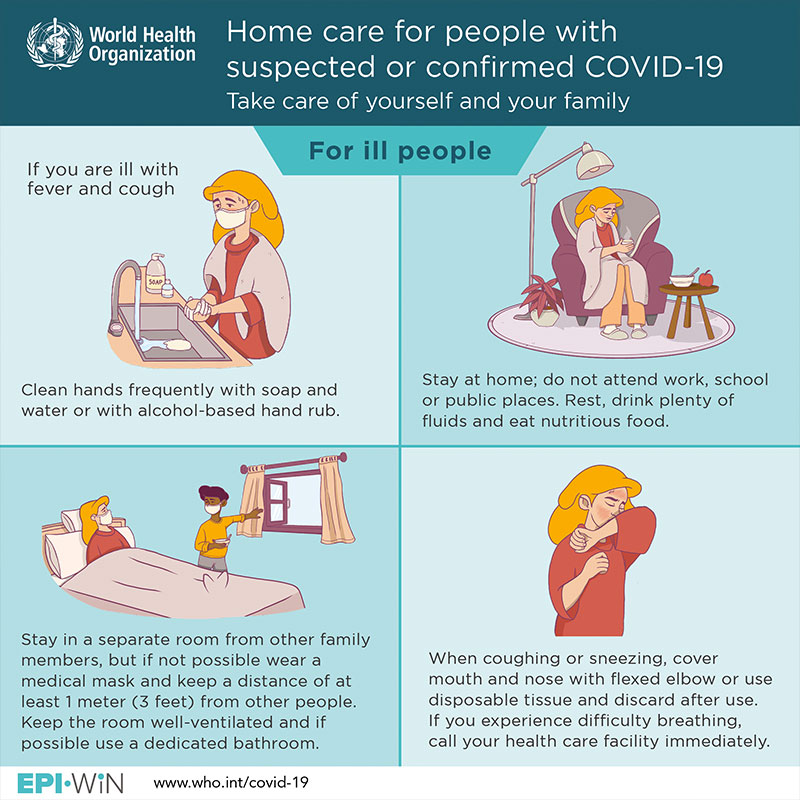 World Health
Organization
Home care for people with
suspected or confirmed COVID-19
Take care of yourself and your family
For ill people
If you are ill with
fever and cough
SOAP
Clean hands frequently with soap and
water or with alcohol-based hand rub.
Stay at home; do not attend work, school
or public places. Rest, drink plenty of
fluids and eat nutritious food.
Stay in a separate room from other family
members, but if not possible wear a
medical mask and keep a distance of at
least 1 meter (3 feet) from other people.
Keep the room well-ventilated and if
possible use a dedicated bathroom.
When coughing or sneezing, cover
mouth and nose with flexed elbow or use
disposable tissue and discard after use.
If you experience difficulty breathing,
call your health care facility immediately.
EPI•WiN
www.who.int/covid-19